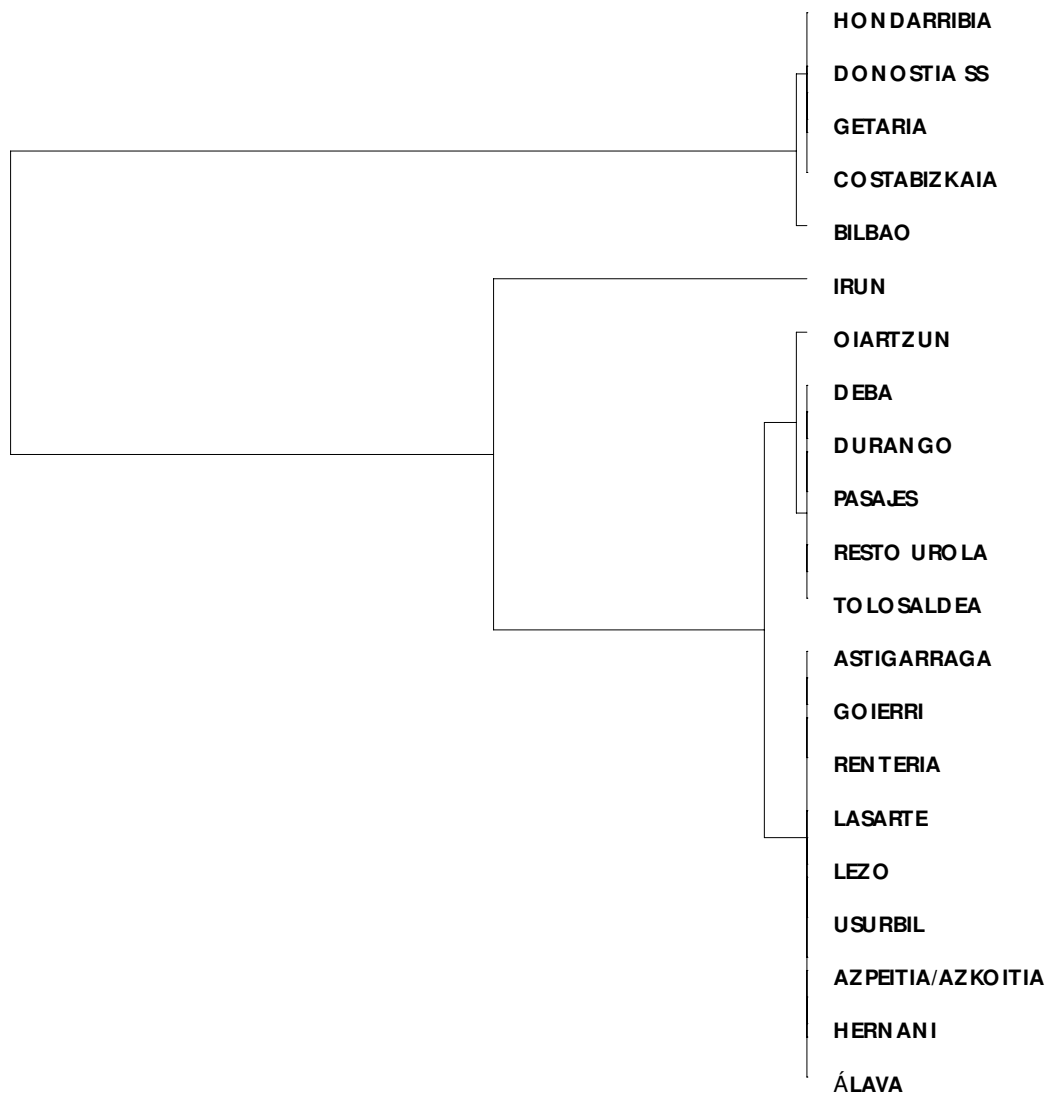 HONDARRIBIA
DONOSTIA SS
GETARIA
COSTABIZKAIA
BILBAO
IRUN
OIARTZUN
DEBA
DURANGO
PASAJES
RESTO UROLA
TOLOSALDEA
ASTIGARRAGA
GOIERRI
RENTERIA
LASARTE
LEZO
USURBIL
AZPEITIA/AZKOITIA
HERNANI
ÁLAVA